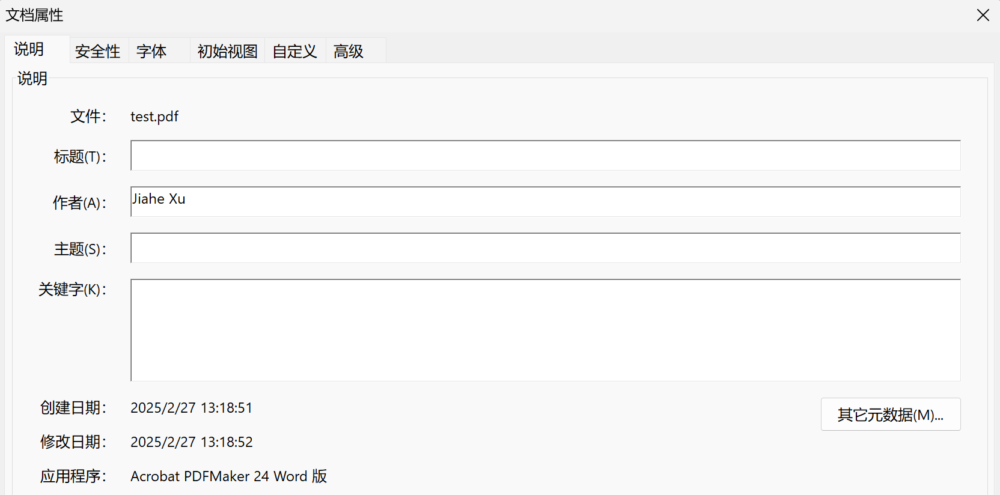 文档属性
说明 安全性 字体 初始视图 自定义 高级
说明
文件： test.pdf
标题(T)：
作者(A)： Jiahe Xu
主题(S)：
关键字(K)：
创建日期： 2025/2/27 13:18:51
其它元数据(M)...
修改日期： 2025/2/27 13:18:52
应用程序： Acrobat PDFMaker 24 Word 版